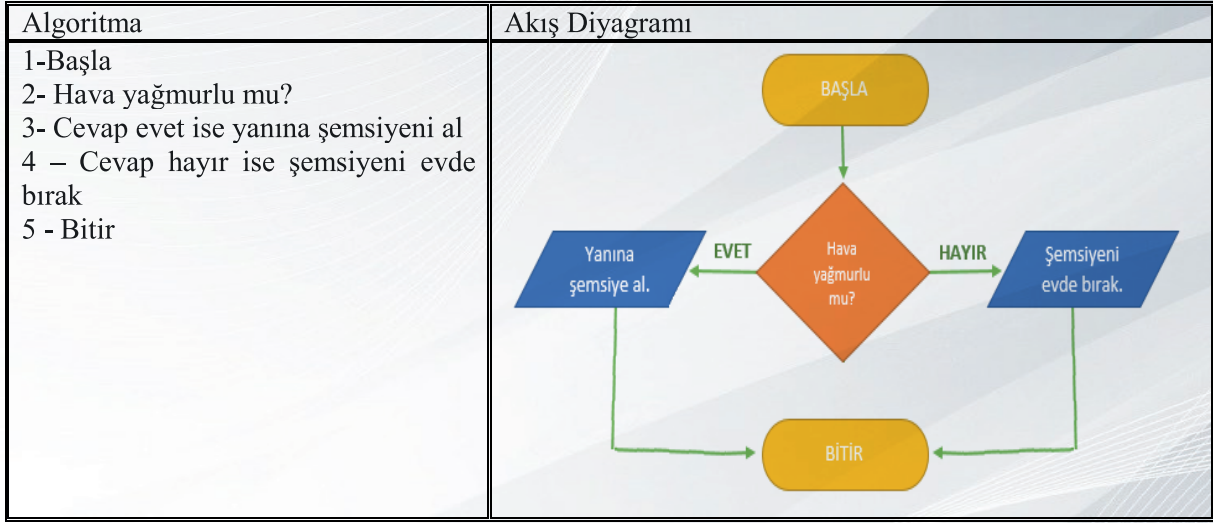 Algoritma
1-Başla
2- Hava yağmurlu mu?
3- Cevap evet ise yanına şemsiyeni al
4 – Cevap hayır ise şemsiyeni evde
bırak
5 - Bitir
Akış Diyagramı
BAŞLA
Yanına
şemsiye al.
EVET
Hava
yağmurlu
mu?
HAYIR
Şemsiyeni
evde bırak.
BİTİR